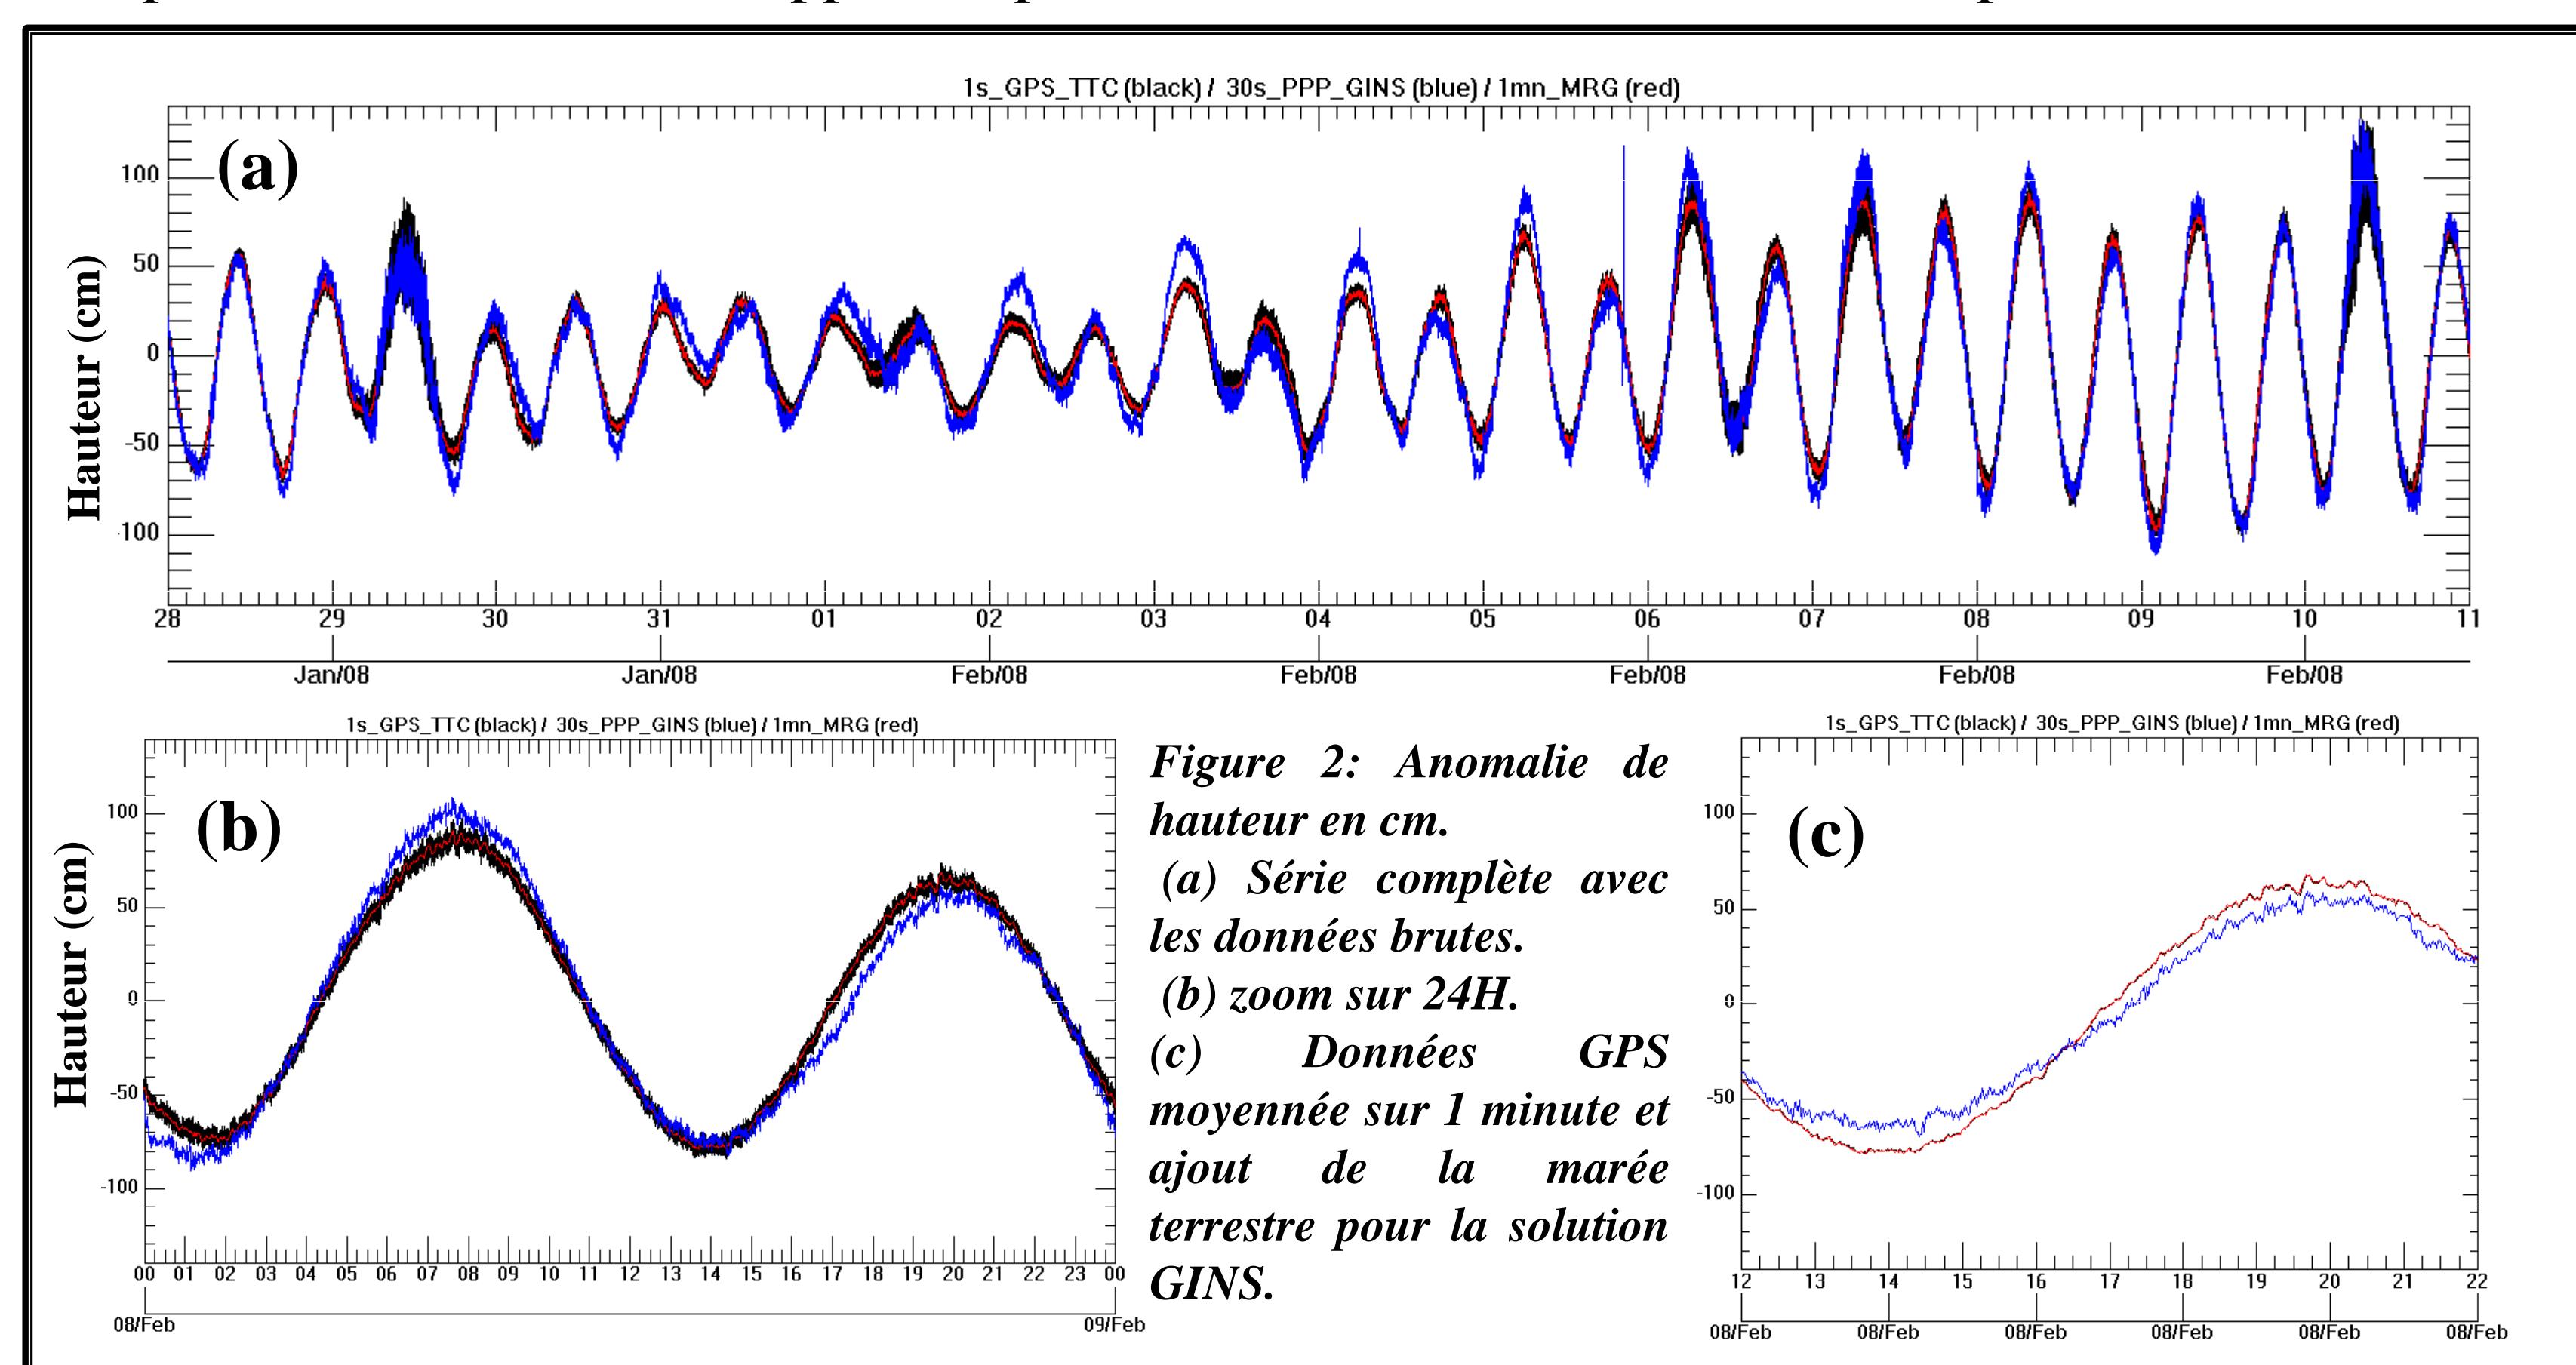 1s_GPS_TTC (black) / 30s_PPP_GINS (blue) / 1mn_MRG (red)
(a)
Hauteur (cm)
100
50
0
-50
100
28 29 30 31 01 02 03 04 05 06 07 08 09 10 11
Jan/08 Jan/08 Feb/08 Feb/08 Feb/08 Feb/08 Feb/08
1s_GPS_TTC (black) / 30s_PPP_GINS (blue) / 1mn_MRG (red)
(b)
Hauteur (cm)
100
50
0
-50
-100
00 01 02 03 04 05 06 07 08 09 10 11 12 13 14 15 16 17 18 19 20 21 22 23 00
08/Feb 09/Feb
Figure 2: Anomalie de
hauteur en cm.
(a) Série complète avec
les données brutes.
(b) zoom sur 24H.
(c) Données GPS
moyennée sur 1 minute et
ajout de la marée
terrestre pour la solution
GINS.
1s_GPS_TTC (black) / 30s_PPP_GINS (blue) / 1mn_MRG (red)
(c)
100
50
0
-50
-100
12 13 14 15 16 17 18 19 20 21 22
08/Feb 08/Feb 08/Feb 08/Feb 08/Feb 08/Feb